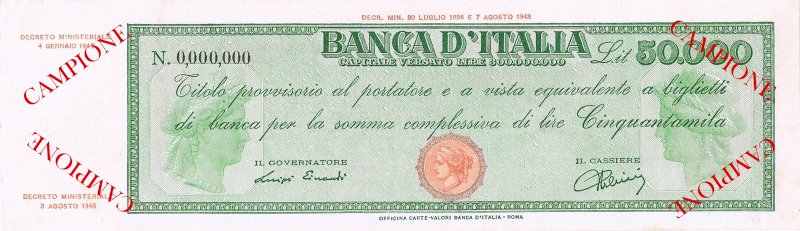 DECR. MIN. 30 LUGLIO 1896 E 7 AGOSTO 1943
DECRETO MINISTERIALE
4 GENNAIO
CAMPIONE
N. 0,000,000
BANCA D'ITALIA
CAPITALE VERSATO LIRE 300.000.000
Lit 50.000
CAMPIONE
Titolo provvisorio al portatore e a vista equivalente a biglietti
di banca per la somma complessiva di lire Cinquantamila
CAMPIONE
IL GOVERNATORE
Luigi Einaudi
IL CASSIERE
CAMPIONE
DECRETO MINISTERIALE
3 AGOSTO 1945
OFFICINA CARTE-VALORI BANCA D'ITALIA - ROMA